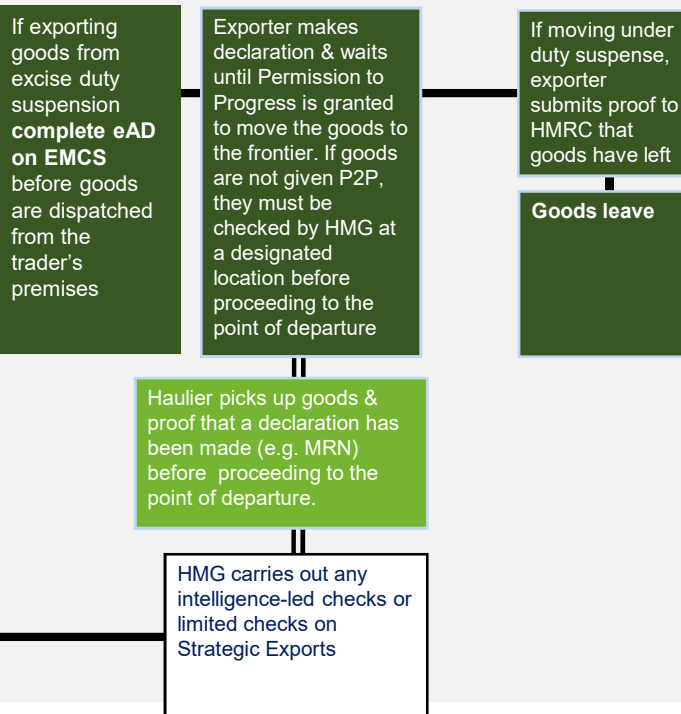 If exporting
goods from
excise duty
suspension
complete eAD
on EMCS
before goods
are dispatched
from the
trader's
premises
Exporter makes
declaration & waits
until Permission to
Progress is granted
to move the goods to
the frontier. If goods
are not given P2P,
they must be
checked by HMG at
a designated
location before
proceeding to the
point of departure
If moving under
duty suspense,
exporter
submits proof to
HMRC that
goods have left
Goods leave
Haulier picks up goods &
proof that a declaration has
been made (e.g. MRN)
before proceeding to the
point of departure.
HMG carries out any
intelligence-led checks or
limited checks on
Strategic Exports